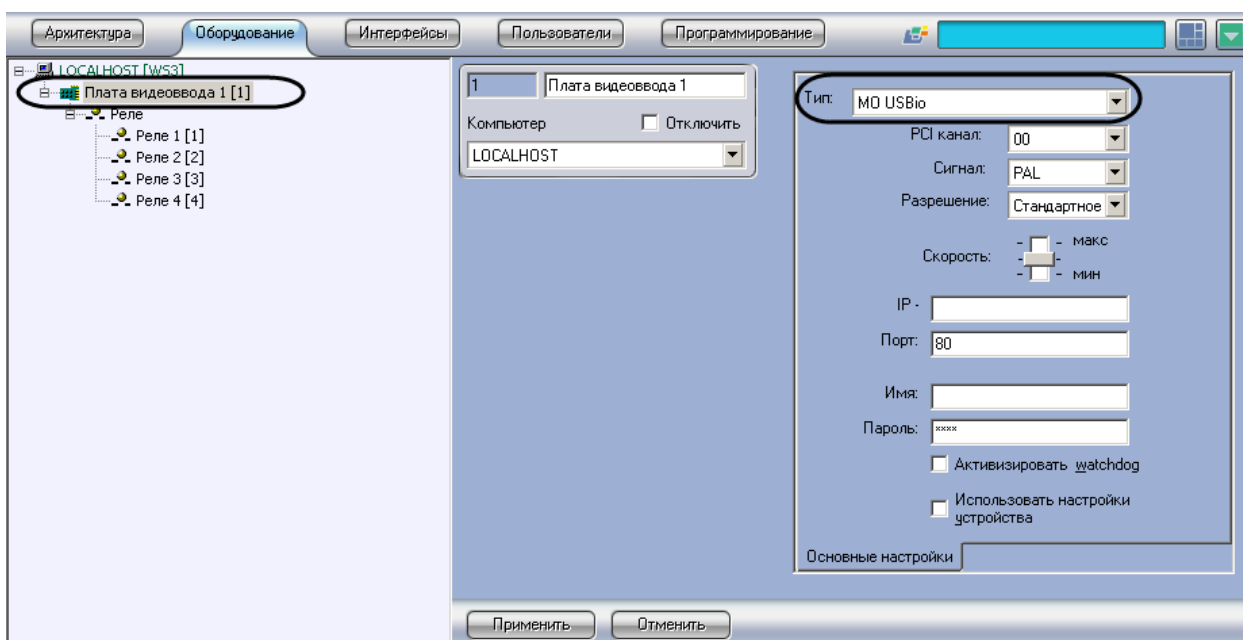 Архитектура Оборудование Интерфейсы Пользователи Программирование
LOCALHOST [WS3]
Плата видеоввода 1 [1]
Реле
Реле 1 [1]
Реле 2 [2]
Реле 3 [3]
Реле 4 [4]
1 Плата видеоввода 1
Компьютер Отключить
LOCALHOST
Тип: МО USBio
PCI канал: 00
Сигнал: PAL
Разрешение: Стандартное
Скорость: макс
мин
IP -
Порт: 80
Имя:
Пароль: ****
Активизировать watchdog
Использовать настройки
устройства
Основные настройки
Применить Отменить